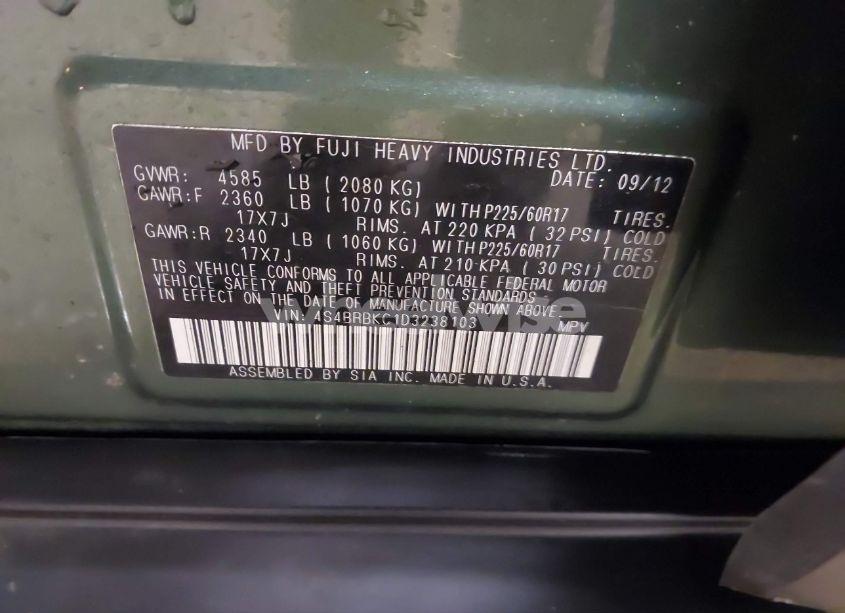 MFD BY FUJI HEAVY INDUSTRIES LTD.
GVWR: 4585 LB ( 2080 KG) DATE: 09/12
GAWR:F 2360 LB ( 1070 KG) WITH P225/60R17 TIRES.
17X7J RIMS. AT 220 KPA ( 32 PSI) COLD
GAWR:R 2340 LB ( 1060 KG) WITH P225/60R17 TIRES.
17X7J RIMS. AT 210 KPA ( 30 PSI) COLD
THIS VEHICLE CONFORMS TO ALL APPLICABLE FEDERAL MOTOR
VEHICLE SAFETY AND THEFT PREVENTION STANDARDS
IN EFFECT ON THE DATE OF MANUFACTURE SHOWN ABOVE.
VIN: 4S4BRBKC1D3238103 MPV
ASSEMBLED BY SIA INC. MADE IN U.S.A.